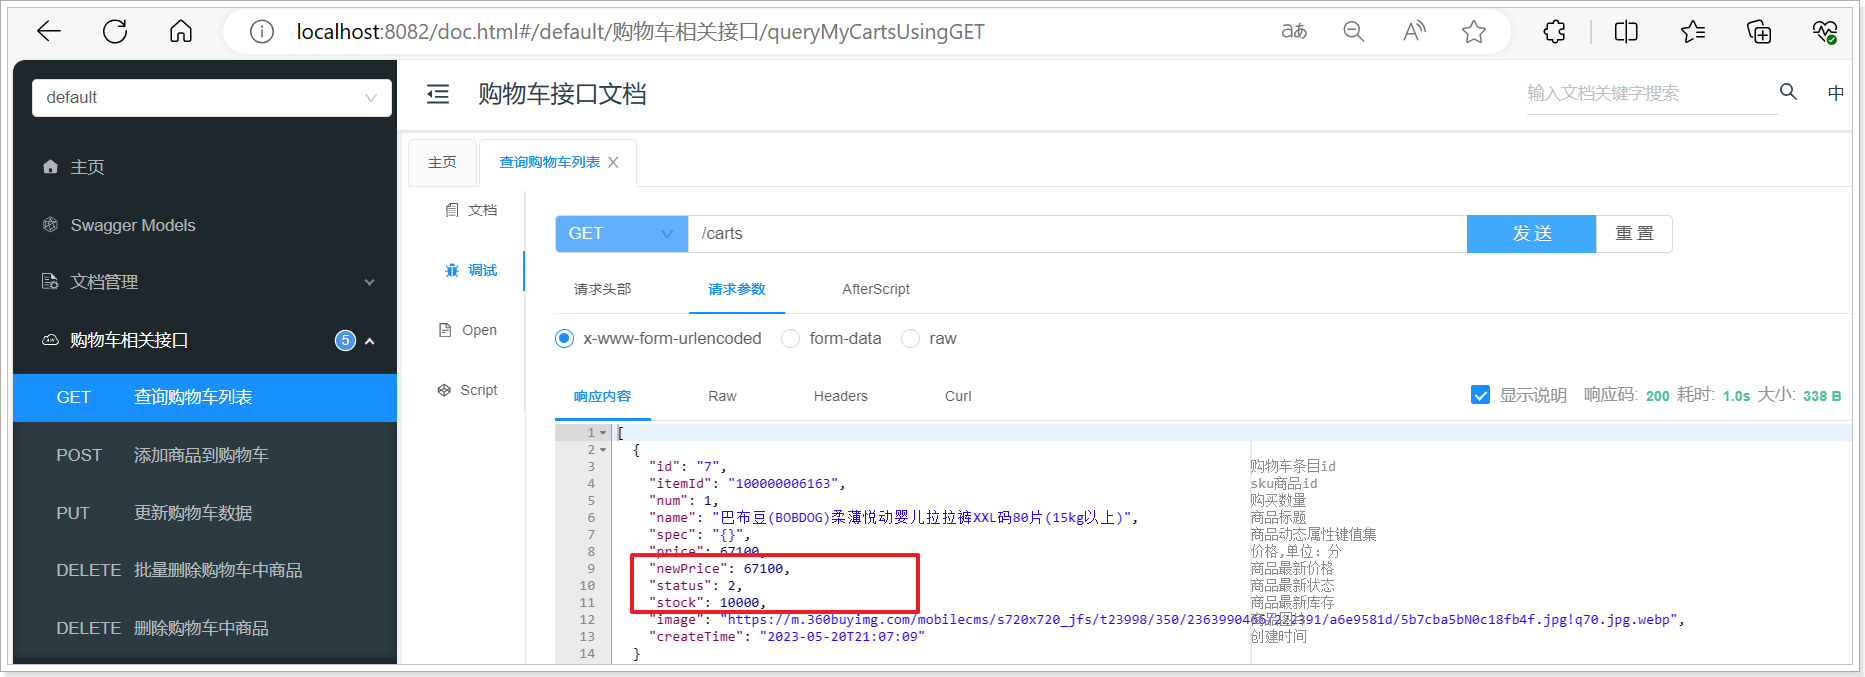 localhost:8082/doc.html#/default/购物车相关接口/queryMyCartsUsingGET
aあ
default
主页
Swagger Models
文档管理
购物车相关接口 5
GET 查询购物车列表
POST 添加商品到购物车
PUT 更新购物车数据
DELETE 批量删除购物车中商品
DELETE 删除购物车中商品
购物车接口文档
输入文档关键字搜索 中
主页 查询购物车列表
文档
调试
Open
Script
GET /carts 发送 重置
请求头部 请求参数 AfterScript
x-www-form-urlencoded form-data raw
响应内容 Raw Headers Curl
显示说明 响应码: 200 耗时: 1.0s 大小: 338 B
1 [
2 {
3 "id": "7", 购物车条目id
4 "itemId": "100000006163", sku商品id
5 "num": 1, 购买数量
6 "name": "巴布豆(BOBDOG)柔薄悦动婴儿拉拉裤XXL码80片(15kg以上)", 商品标题
7 "spec": "{}", 商品动态属性键值集
8 "price": 67100, 价格,单位：分
9 "newPrice": 67100, 商品最新价格
10 "status": 2, 商品最新状态
11 "stock": 10000, 商品最新库存
12 "image": "https://m.360buyimg.com/mobilecms/s720x720_jfs/t23998/350/2363990466/222391/a6e9581d/5b7cba5bN0c18fb4f.jpg!q70.jpg.webp", 商品图片
13 "createTime": "2023-05-20T21:07:09" 创建时间
14 }